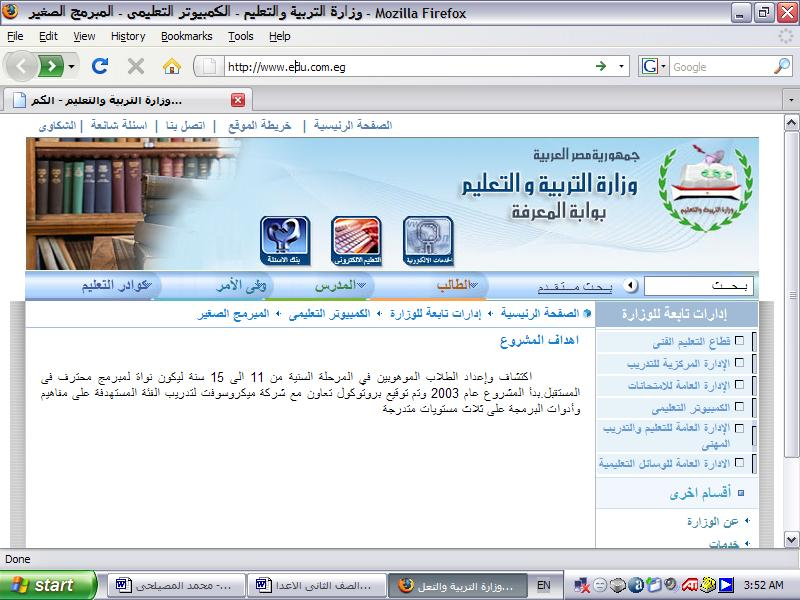 وزارة التربية والتعليم - الكمبيوتر التعليمى - المبرمج الصغير - Mozilla Firefox
File Edit View History Bookmarks Tools Help
http://www.edu.com.eg
Google
وزارة التربية والتعليم - الكم...
الصفحة الرئيسية | خريطة الموقع | اتصل بنا | اسئلة شائعة | الشكاوى
جمهورية مصر العربية
وزارة التربية و التعليم
بوابة المعرفة
وزارة التربية والتعليم
بنك الاسئلة
التعليم الالكترونى
الخدمات الالكترونية
الطالب المدرس ولى الأمر كوادر التعليم
بـحـث
بـحـث مـتـقـدم
إدارات تابعة للوزارة
الصفحة الرئيسية إدارات تابعة للوزارة الكمبيوتر التعليمى المبرمج الصغير
اهداف المشروع
اكتشاف وإعداد الطلاب الموهوبين في المرحلة السنية من 11 الى 15 سنة ليكون نواة لمبرمج محترف فى
المستقبل.بدأ المشروع عام 2003 وتم توقيع بروتوكول تعاون مع شركة ميكروسوفت لتدريب الفئة المستهدفة على مفاهيم
وأدوات البرمجة على ثلاث مستويات متدرجة
قطاع التعليم الفنى
الإدارة المركزية للتدريب
الإدارة العامة للامتحانات
الكمبيوتر التعليمى
الإدارة العامة للتعليم والتدريب
المهنى
الادارة العامة للوسائل التعليمية
أقسام اخرى
عن الوزارة
خدمات
Done
start
محمد المصيلحى - ...
الصف الثانى الاعدا...
وزارة التربية والتعل...
EN
3:52 AM